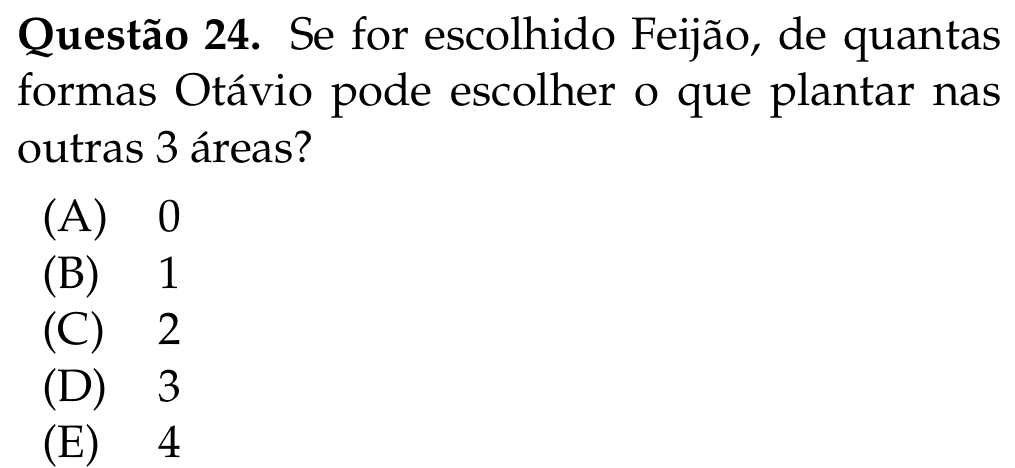 Questão 24. Se for escolhido Feijão, de quantas
formas Otávio pode escolher o que plantar nas
outras 3 áreas?
(A) 0
(B) 1
(C) 2
(D) 3
(E) 4